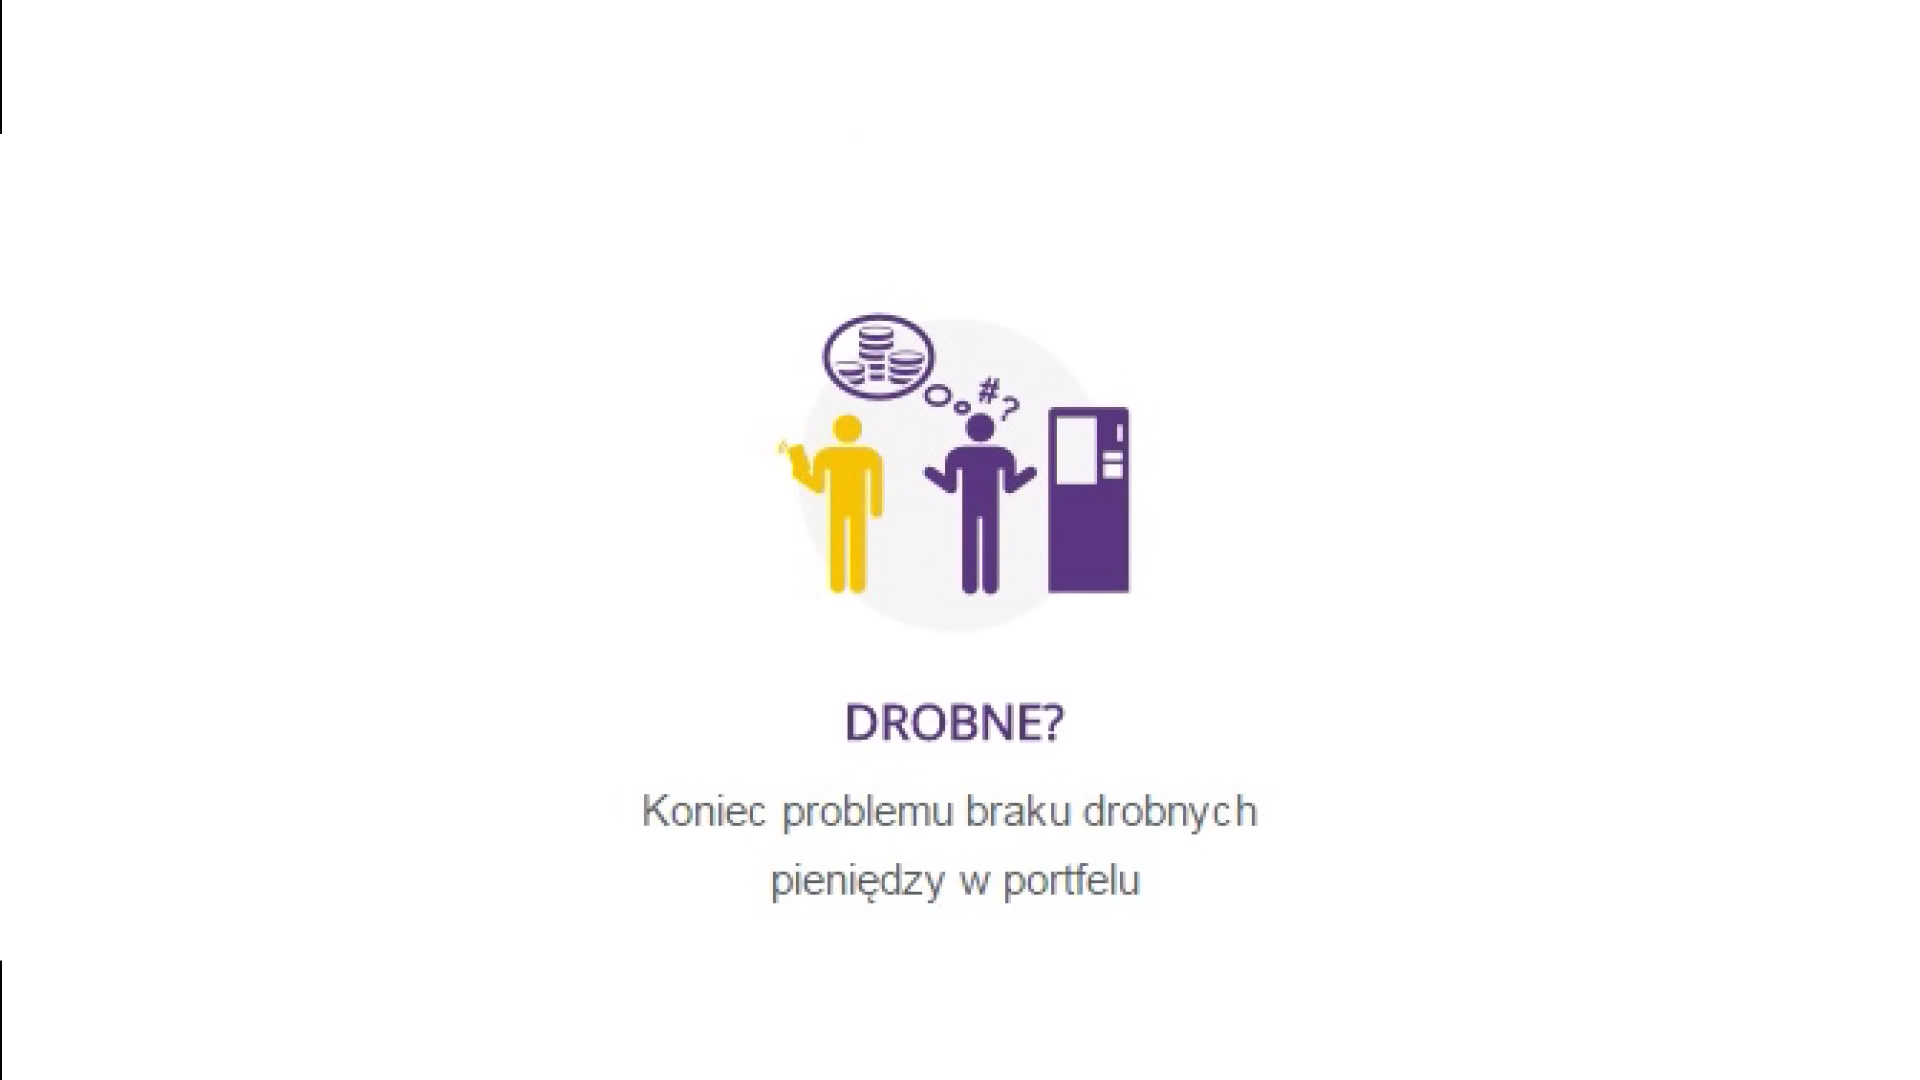 #?
DROBNE?
Koniec problemu braku drobnych
pieniędzy w portfelu